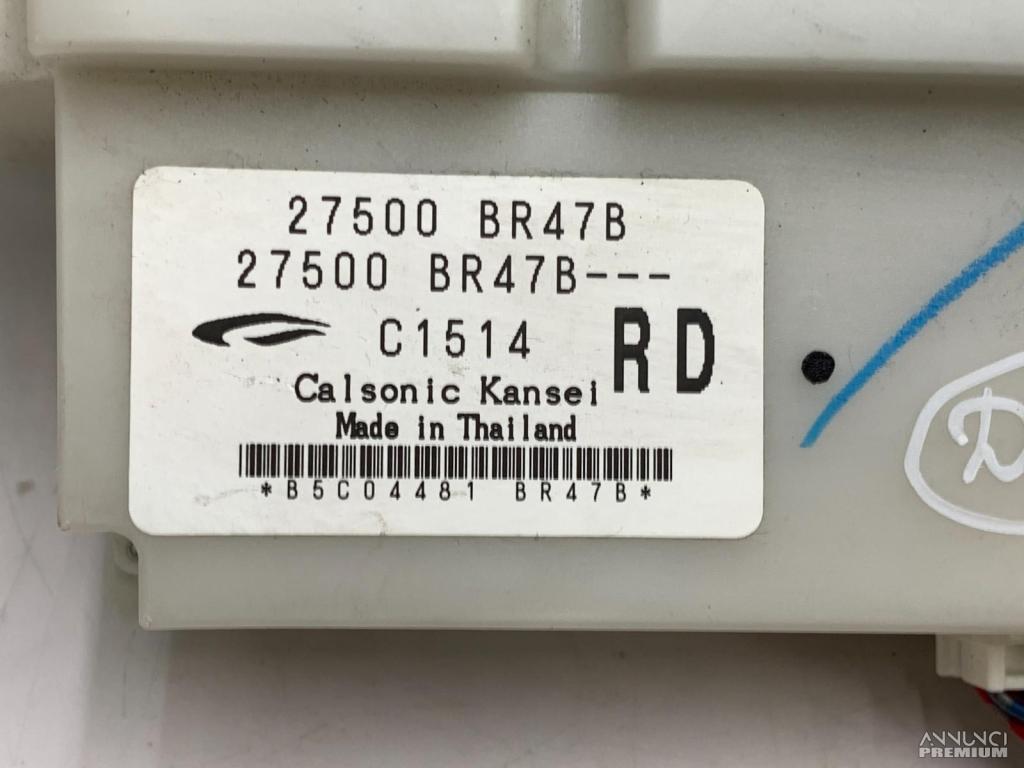 27500 BR47B
27500 BR47B---
C1514 RD
Calsonic Kansei
Made in Thailand
*B5C04481 BR47B*
D
ANNUNCI
PREMIUM